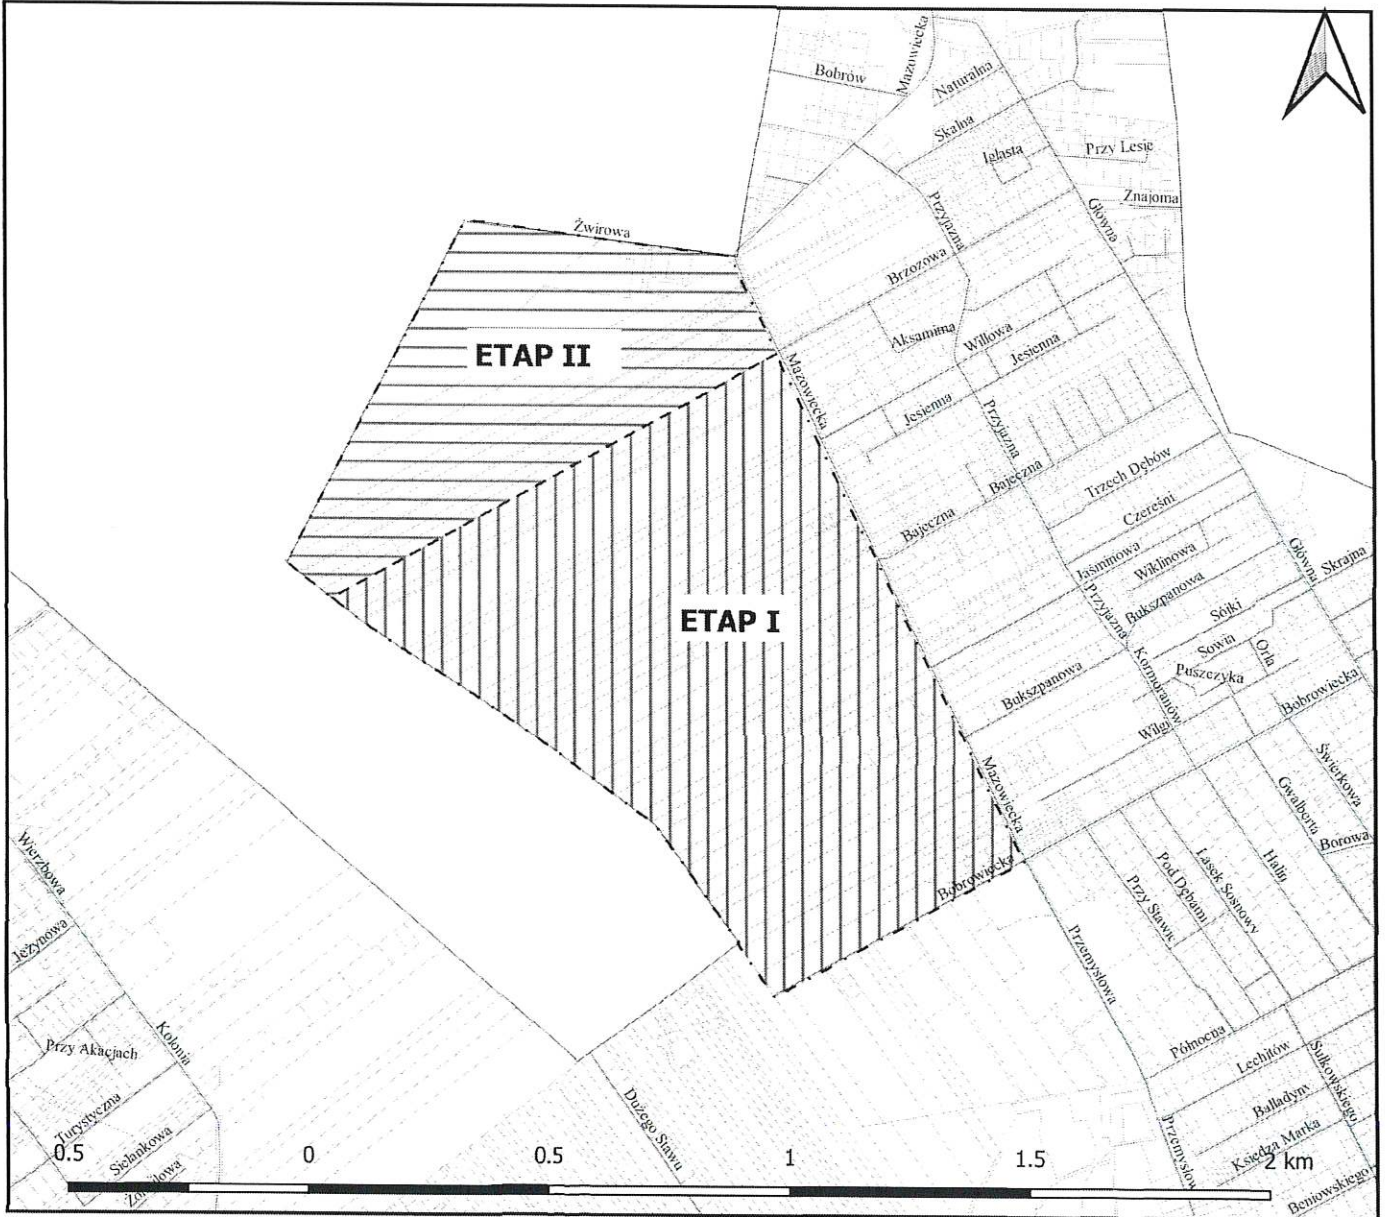 Bobrów
Mazowiecka
Naturalna
Skalna
Iglasta
Przy Lesie
Znajoma
Główna
Przyjazna
Żwirowa
Brzozowa
Aksamitna
Willowa
Jesienna
ETAP II
Mazowiecka
Jesienna
Przyjazna
Bajeczna
Trzech Dębów
Czereśni
Bajeczna
Główna
Skrajna
Jaśminowa
Wiklinowa
Bukszpanowa
Przyjazna
Sójki
ETAP I
Sowia
Orla
Puszczyka
Kormoranów
Bukszpanowa
Bobrowiecka
Wilgi
Świerkowa
Mazowiecka
Gwalberta
Borowa
Halin
Lasek Sosnowy
Pod Dębami
Przy Stawie
Bobrowiecka
Wierzbowa
Jeżynowa
Przemysłowa
Kolonia
Przy Akacjach
Północna
Lechitów
Sułkowskiego
Turystyczna
Dużego Stawu
Balladyny
Sielankowa
Księdza Marka
Przemysłow
Beniowskiego
0.5 0 0.5 1 1.5 2 km